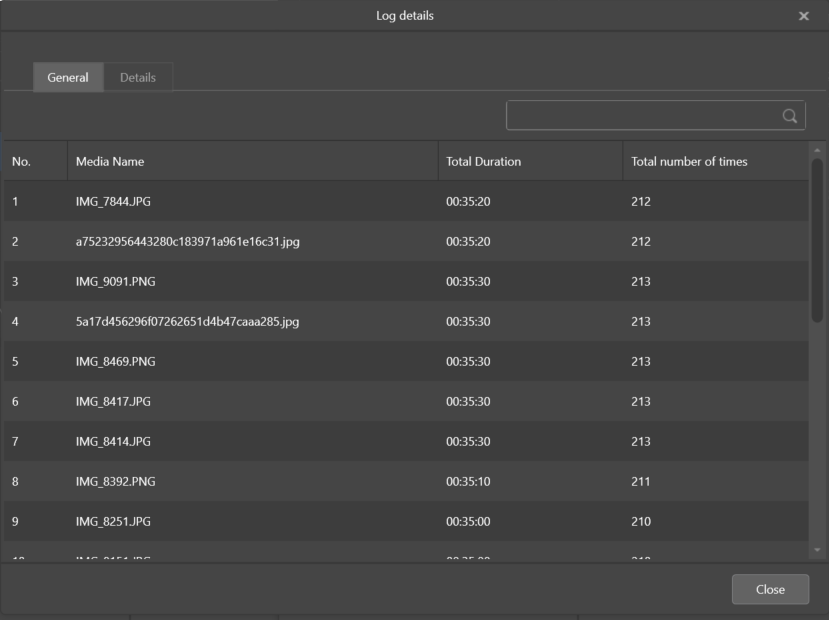 Log details
General Details
No. Media Name Total Duration Total number of times
1 IMG_7844.JPG 00:35:20 212
2 a75232956443280c183971a961e16c31.jpg 00:35:20 212
3 IMG_9091.PNG 00:35:30 213
4 5a17d456296f07262651d4b47caaa285.jpg 00:35:30 213
5 IMG_8469.PNG 00:35:30 213
6 IMG_8417.JPG 00:35:30 213
7 IMG_8414.JPG 00:35:30 213
8 IMG_8392.PNG 00:35:10 211
9 IMG_8251.JPG 00:35:00 210
Close